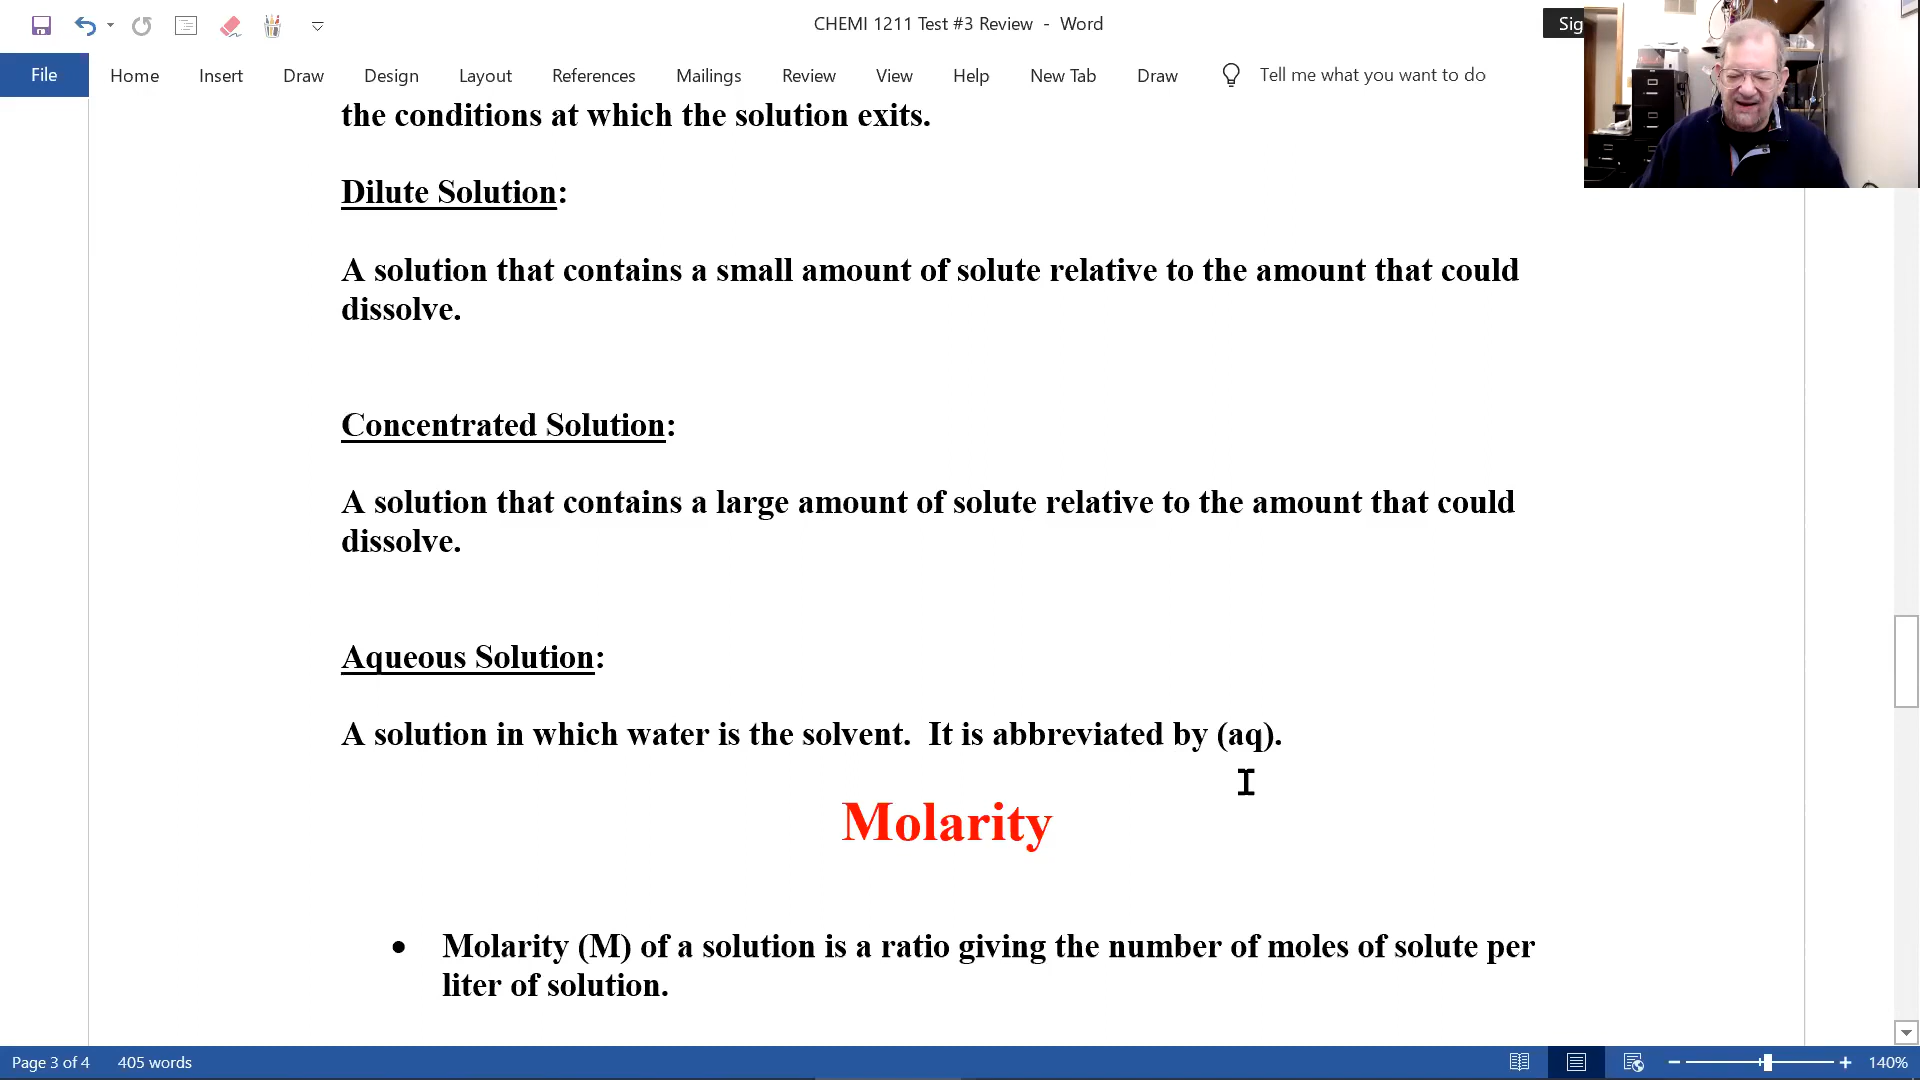 CHEMI 1211 Test #3 Review - Word
Sig
File Home Insert Draw Design Layout References Mailings Review View Help New Tab Draw Tell me what you want to do
the conditions at which the solution exits.
Dilute Solution:
A solution that contains a small amount of solute relative to the amount that could
dissolve.
Concentrated Solution:
A solution that contains a large amount of solute relative to the amount that could
dissolve.
Aqueous Solution:
A solution in which water is the solvent. It is abbreviated by (aq).
Molarity
• Molarity (M) of a solution is a ratio giving the number of moles of solute per
liter of solution.
Page 3 of 4 405 words 140%